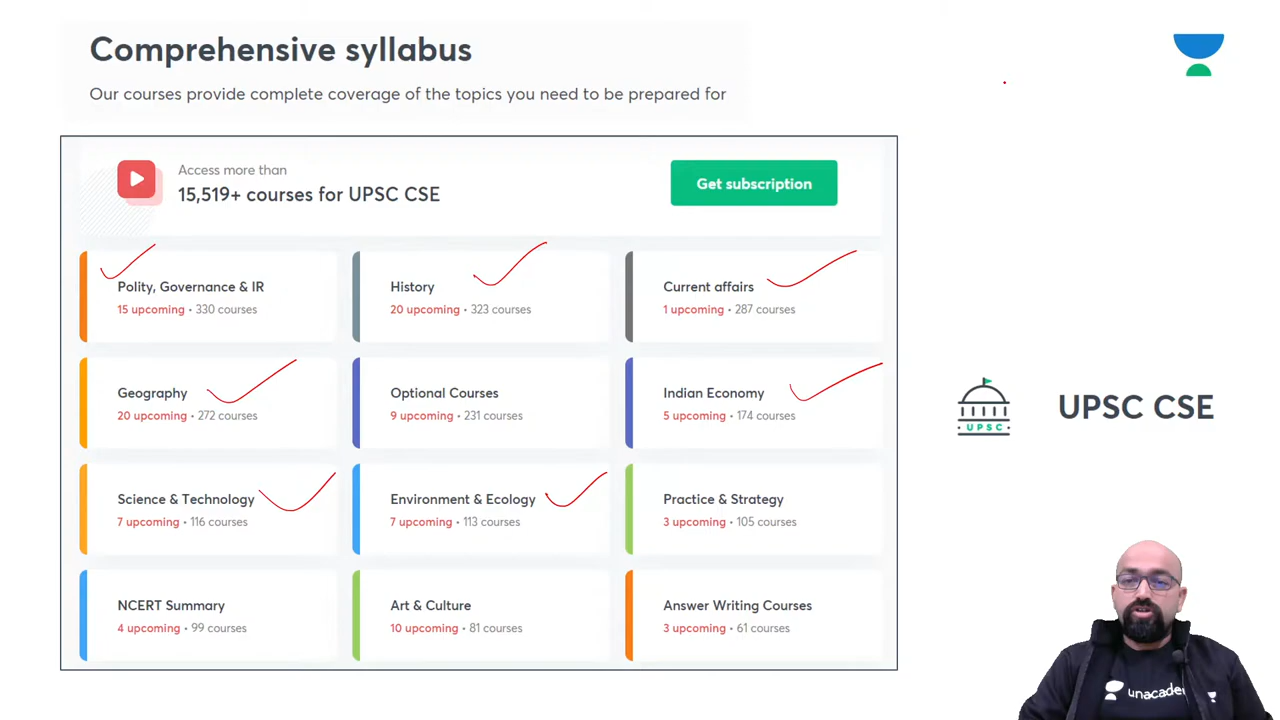 Comprehensive syllabus
Our courses provide complete coverage of the topics you need to be prepared for
Access more than
15,519+ courses for UPSC CSE
Get subscription
Polity, Governance & IR
15 upcoming • 330 courses
History
20 upcoming • 323 courses
Current affairs
1 upcoming • 287 courses
Geography
20 upcoming • 272 courses
Optional Courses
9 upcoming • 231 courses
Indian Economy
5 upcoming • 174 courses
Science & Technology
7 upcoming • 116 courses
Environment & Ecology
7 upcoming • 113 courses
Practice & Strategy
3 upcoming • 105 courses
NCERT Summary
4 upcoming • 99 courses
Art & Culture
10 upcoming • 81 courses
Answer Writing Courses
3 upcoming • 61 courses
UPSC
UPSC CSE